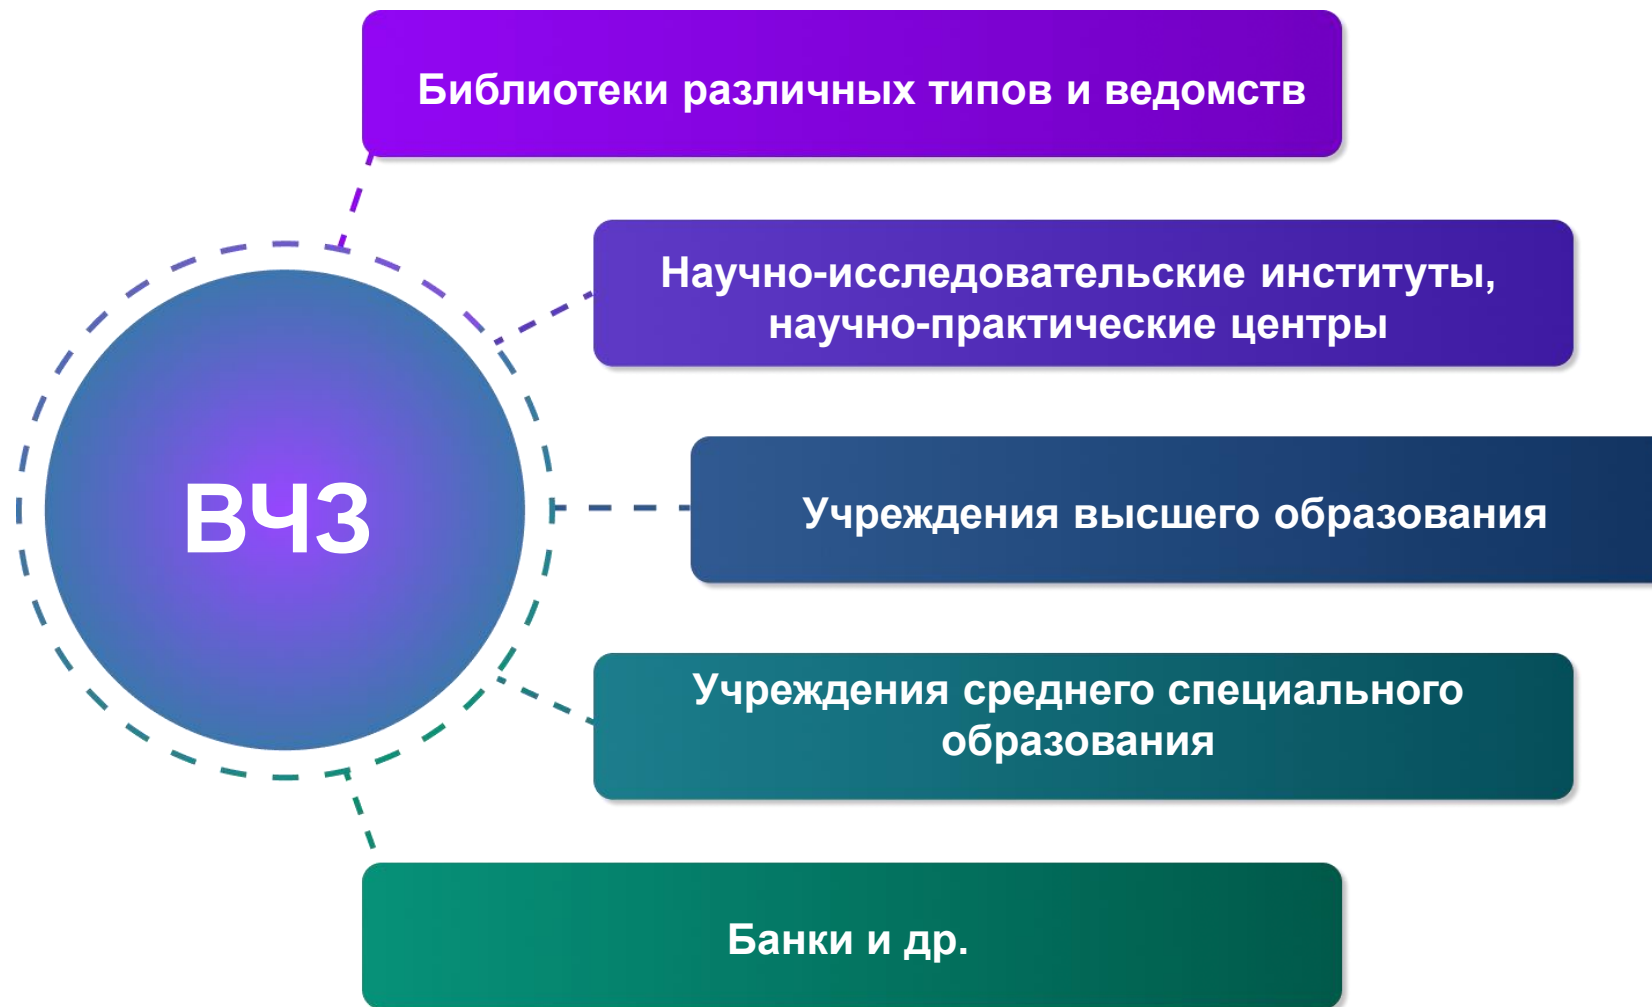 Библиотеки различных типов и ведомств
Научно-исследовательские институты,
научно-практические центры
ВЧЗ
Учреждения высшего образования
Учреждения среднего специального
образования
Банки и др.